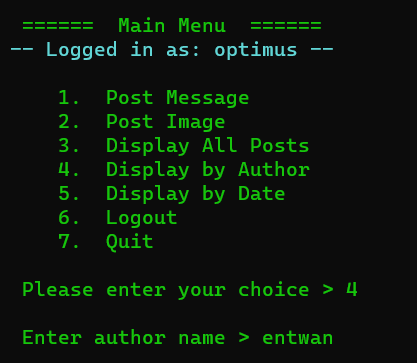 ====== Main Menu ======
-- Logged in as: optimus --
1. Post Message
2. Post Image
3. Display All Posts
4. Display by Author
5. Display by Date
6. Logout
7. Quit
Please enter your choice > 4
Enter author name > entwan